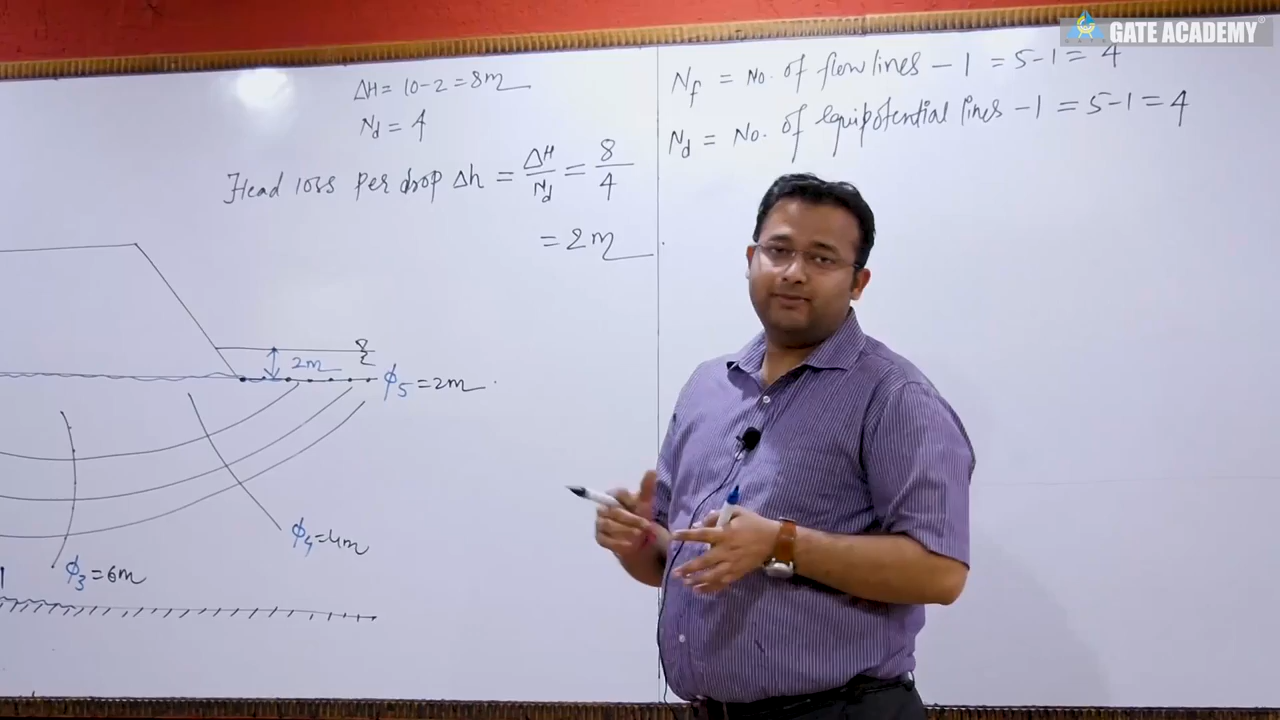 GATE ACADEMY
ΔH = 10-2 = 8m
Nd = 4
Head loss per drop Δh = ΔH/Nd = 8/4
= 2m
Nf = No. of flow lines - 1 = 5-1 = 4
Nd = No. of equipotential lines - 1 = 5-1 = 4
2m
ϕ5 = 2m
ϕ4 = 4m
ϕ3 = 6m